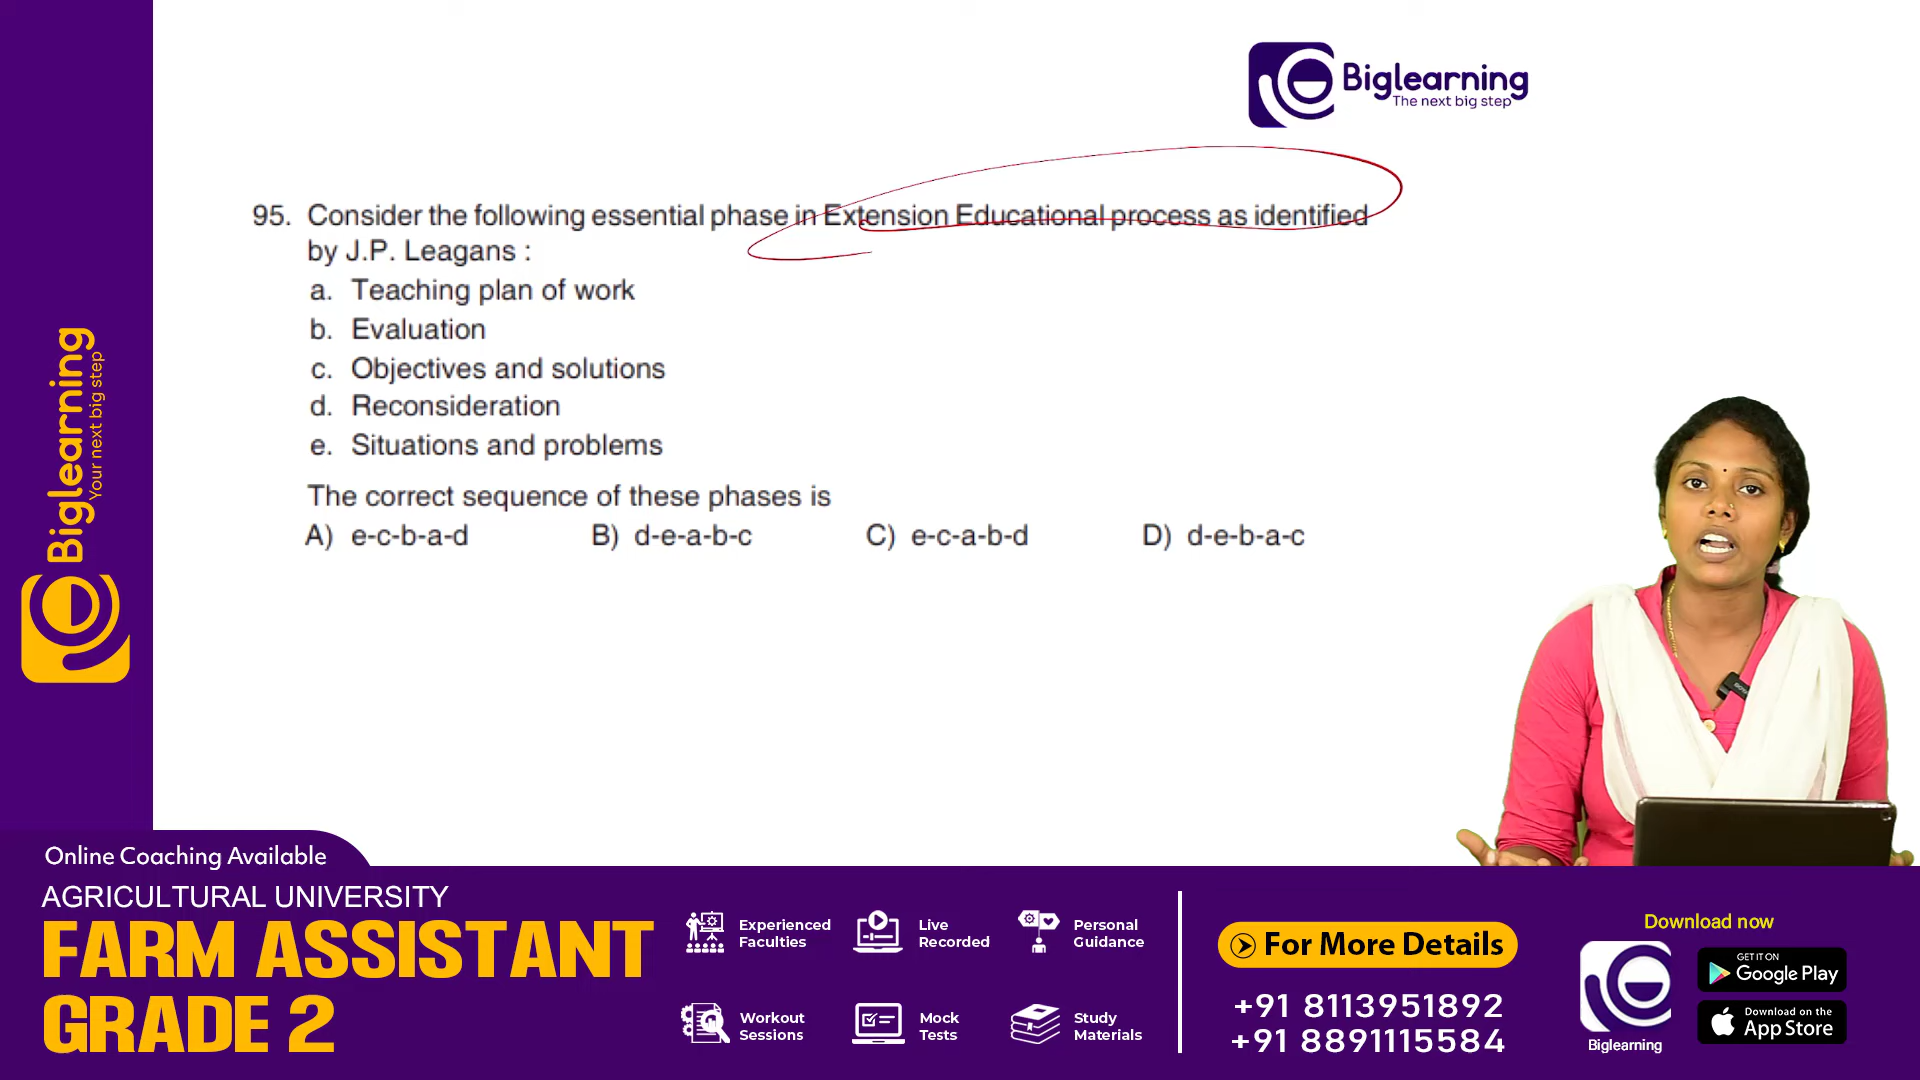 Biglearning
The next big step
95. Consider the following essential phase in Extension Educational process as identified
by J.P. Leagans :
a. Teaching plan of work
b. Evaluation
c. Objectives and solutions
d. Reconsideration
e. Situations and problems
The correct sequence of these phases is
A) e-c-b-a-d B) d-e-a-b-c C) e-c-a-b-d D) d-e-b-a-c
Biglearning
Your next big step
Online Coaching Available
AGRICULTURAL UNIVERSITY
FARM ASSISTANT
GRADE 2
Experienced
Faculties
Live
Recorded
Personal
Guidance
Workout
Sessions
Mock
Tests
Study
Materials
For More Details
+91 8113951892
+91 8891115584
Download now
Biglearning
GET IT ON
Google Play
Download on the
App Store